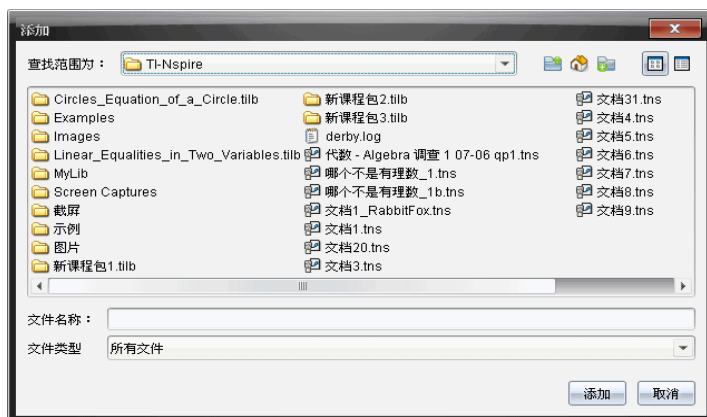 添加
查找范围为： TI-Nspire
Circles_Equation_of_a_Circle.tilb
Examples
Images
Linear_Equalities_in_Two_Variables.tilb
MyLib
Screen Captures
截屏
示例
图片
新课程包1.tilb
新课程包2.tilb
新课程包3.tilb
derby.log
代数 - Algebra 调查 1 07-06 qp1.tns
哪个不是有理数_1.tns
哪个不是有理数_1b.tns
文档1_RabbitFox.tns
文档1.tns
文档20.tns
文档3.tns
文档31.tns
文档4.tns
文档5.tns
文档6.tns
文档7.tns
文档8.tns
文档9.tns
文件名称：
文件类型 所有文件
添加 取消